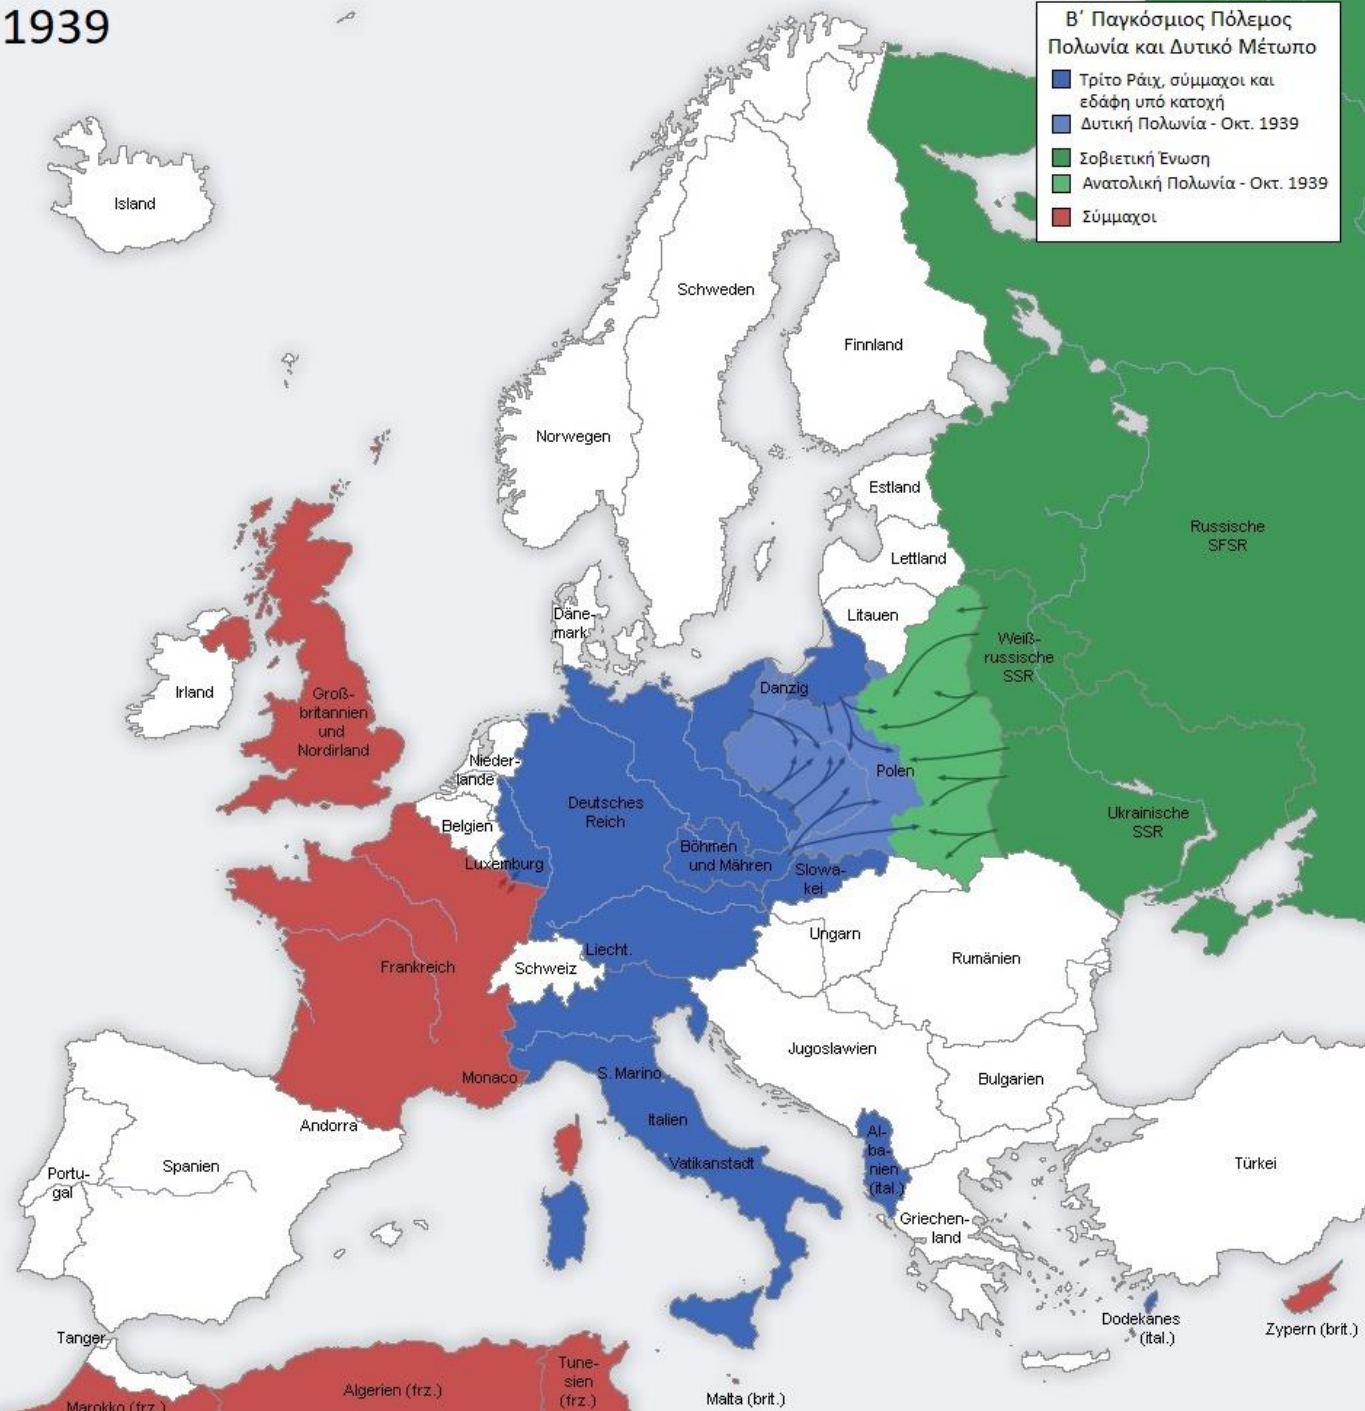 1939
Β΄ Παγκόσμιος Πόλεμος
Πολωνία και Δυτικό Μέτωπο
Τρίτο Ράιχ, σύμμαχοι και
εδάφη υπό κατοχή
Δυτική Πολωνία - Οκτ. 1939
Σοβιετική Ένωση
Ανατολική Πολωνία - Οκτ. 1939
Σύμμαχοι
Island
Schweden
Finnland
Norwegen
Estland
Russische
SFSR
Lettland
Däne-
mark
Litauen
Weiß-
russische
SSR
Irland
Groß-
britannien
und
Nordirland
Danzig
Nieder-
lande
Polen
Deutsches
Reich
Ukrainische
SSR
Belgien
Böhmen
und Mähren
Luxemburg
Slowa-
kei
Ungarn
Liecht.
Rumänien
Frankreich
Schweiz
Jugoslawien
Monaco
S. Marino
Bulgarien
Italien
Andorra
Al-
ba-
nien
(ital.)
Spanien
Vatikanstadt
Türkei
Portu-
gal
Griechen-
land
Dodekanes
(ital.)
Zypern (brit.)
Tanger
Tune-
sien
(frz.)
Algerien (frz.)
Malta (brit.)
Marokko (frz.)